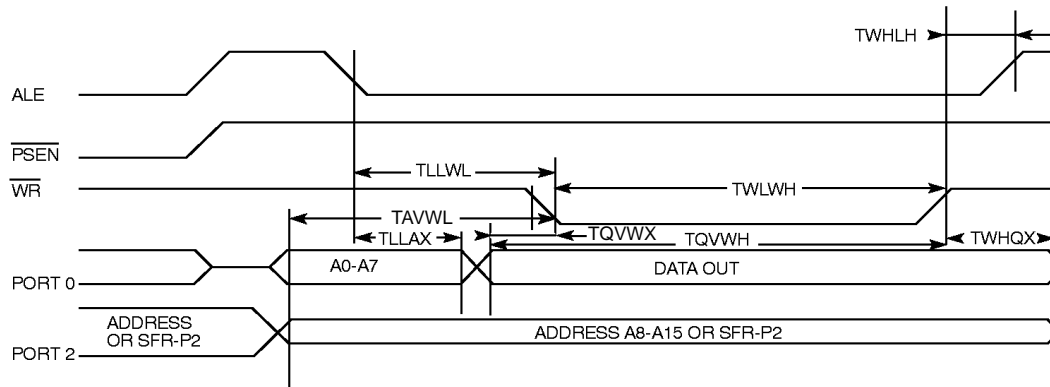 TWHLH
ALE
PSEN
TLLWL
WR
TWLWH
TAVWL
TLLAX
TQVWX
TQVWH
TWHQX
A0-A7
DATA OUT
PORT 0
ADDRESS
OR SFR-P2
ADDRESS A8-A15 OR SFR-P2
PORT 2